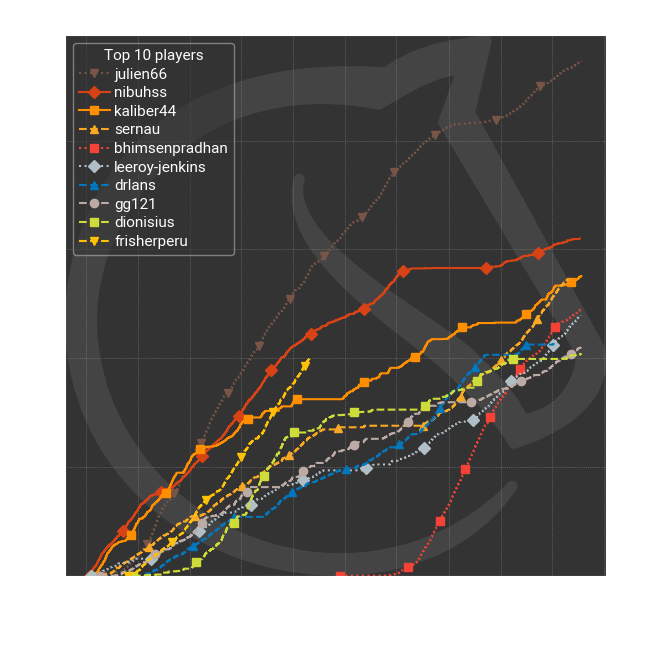 Top 10 players
julien66
nibuhss
kaliber44
sernau
bhimsenpradhan
leeroy-jenkins
drlans
gg121
dionisius
frisherperu